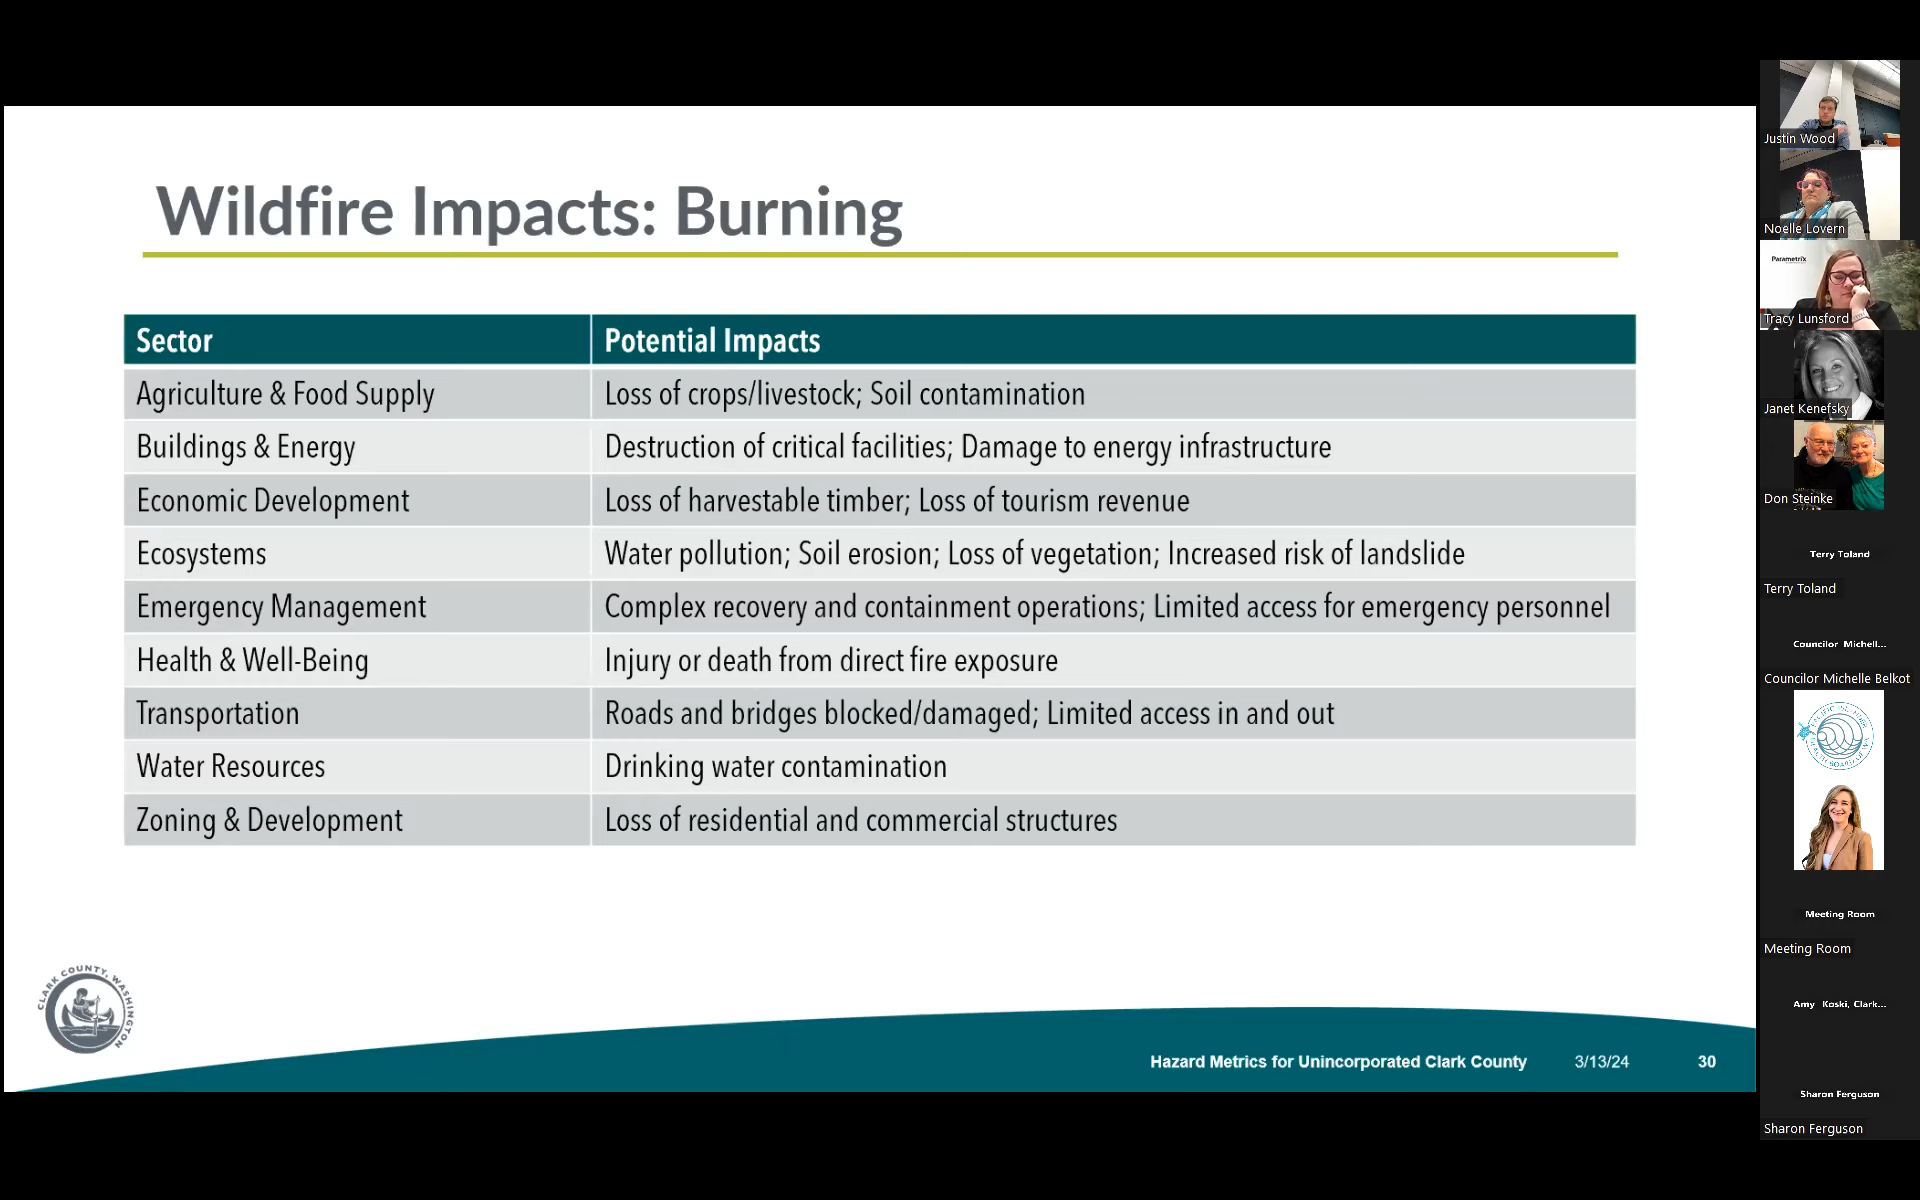 Wildfire Impacts: Burning
Sector Potential Impacts
Agriculture & Food Supply Loss of crops/livestock; Soil contamination
Buildings & Energy Destruction of critical facilities; Damage to energy infrastructure
Economic Development Loss of harvestable timber; Loss of tourism revenue
Ecosystems Water pollution; Soil erosion; Loss of vegetation; Increased risk of landslide
Emergency Management Complex recovery and containment operations; Limited access for emergency personnel
Health & Well-Being Injury or death from direct fire exposure
Transportation Roads and bridges blocked/damaged; Limited access in and out
Water Resources Drinking water contamination
Zoning & Development Loss of residential and commercial structures
CLARK COUNTY, WASHINGTON
Hazard Metrics for Unincorporated Clark County 3/13/24 30
Justin Wood
Noelle Lovern
Parametrix
Tracy Lunsford
Janet Kenefsky
Don Steinke
Terry Toland
Terry Toland
Councilor Michell...
Councilor Michelle Belkot
Meeting Room
Meeting Room
Amy Koski, Clark...
Sharon Ferguson
Sharon Ferguson